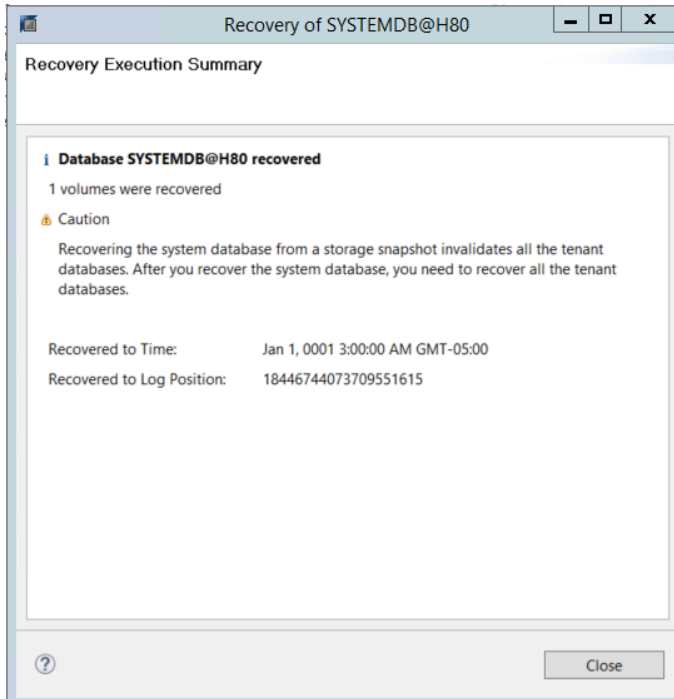 Recovery of SYSTEMDB@H80
Recovery Execution Summary
Database SYSTEMDB@H80 recovered
1 volumes were recovered
Caution
Recovering the system database from a storage snapshot invalidates all the tenant
databases. After you recover the system database, you need to recover all the tenant
databases.
Recovered to Time: Jan 1, 0001 3:00:00 AM GMT-05:00
Recovered to Log Position: 18446744073709551615
Close